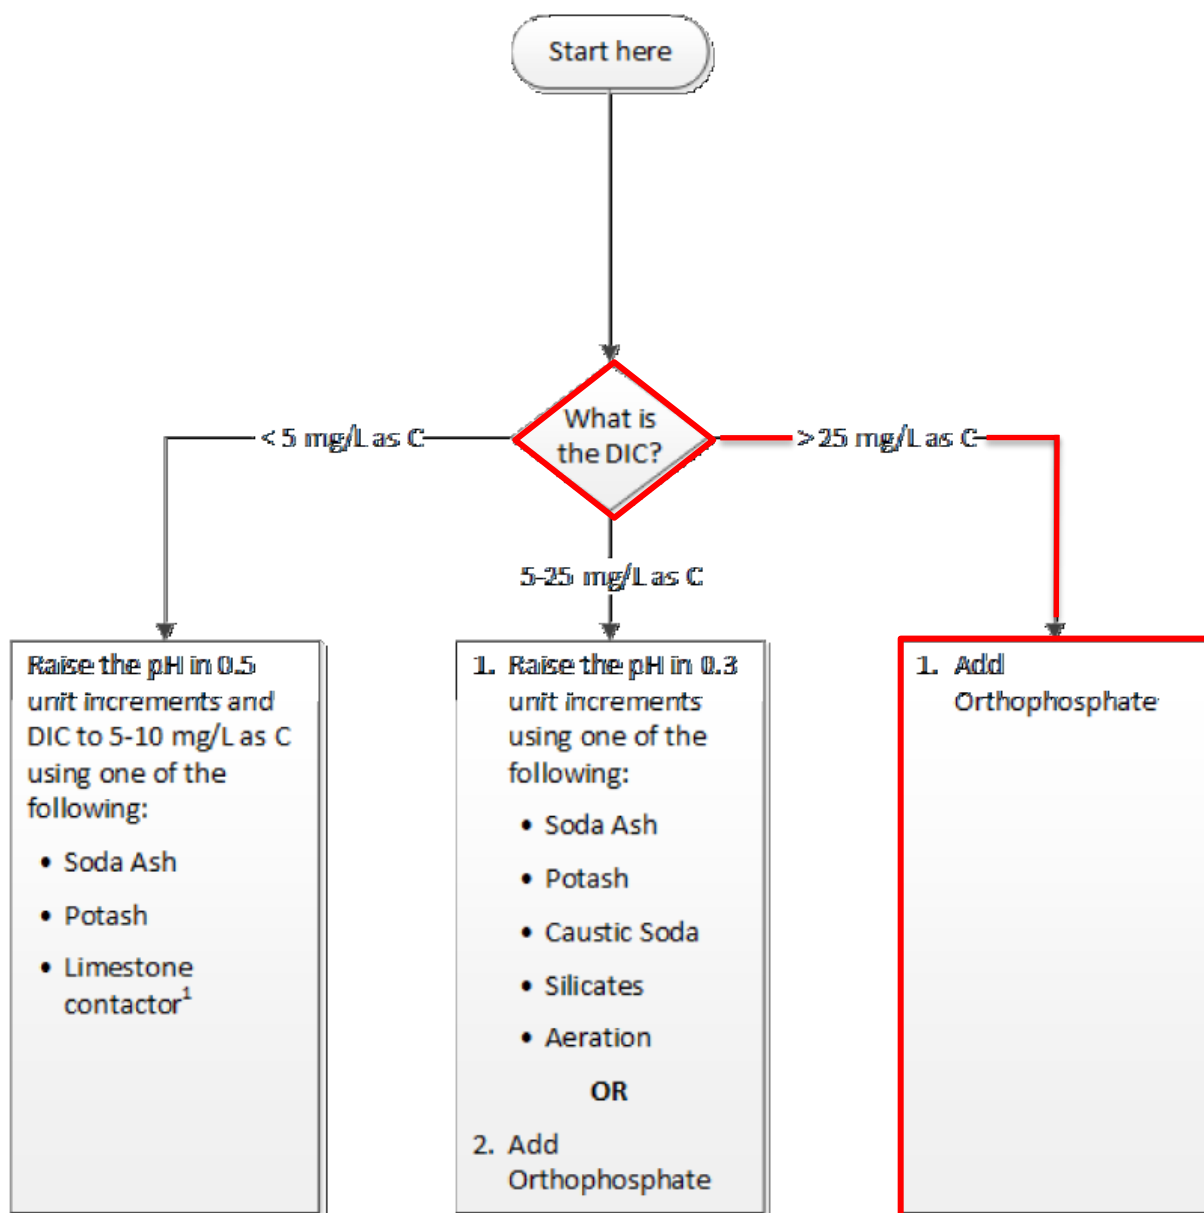 Start here
What is
the DIC?
< 5 mg/L as C
> 25 mg/L as C
5-25 mg/L as C
Raise the pH in 0.5
unit increments and
DIC to 5-10 mg/L as C
using one of the
following:
• Soda Ash
• Potash
• Limestone
contactor¹
1. Raise the pH in 0.3
unit increments
using one of the
following:
• Soda Ash
• Potash
• Caustic Soda
• Silicates
• Aeration
OR
2. Add
Orthophosphate
1. Add
Orthophosphate